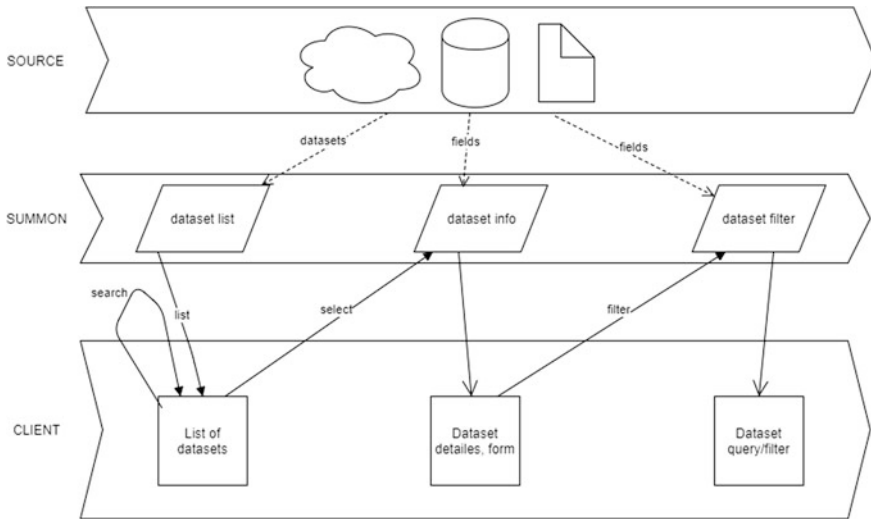 SOURCE
datasets
fields
fields
SUMMON
dataset list
dataset info
dataset filter
search
list
select
filter
CLIENT
List of
datasets
Dataset
detailes, form
Dataset
query/filter